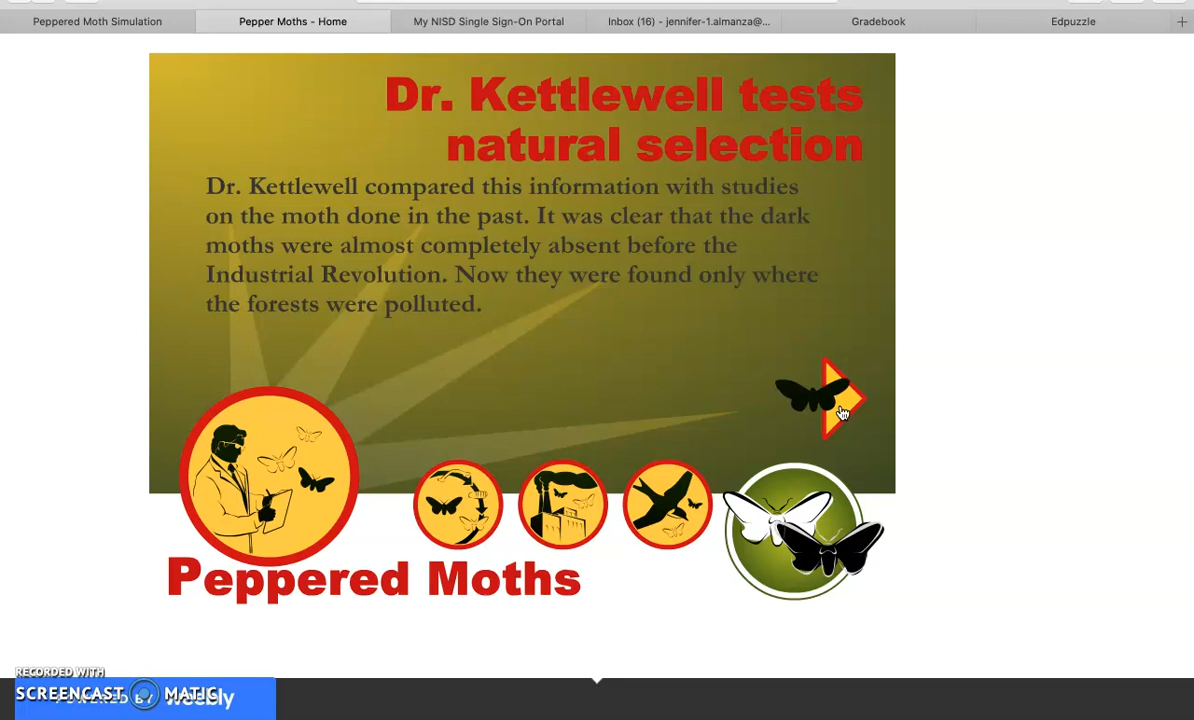 Peppered Moth Simulation
Pepper Moths - Home
My NISD Single Sign-On Portal
Inbox (16) - jennifer-1.almanza@...
Gradebook
Edpuzzle
Dr. Kettlewell tests
natural selection
Dr. Kettlewell compared this information with studies
on the moth done in the past. It was clear that the dark
moths were almost completely absent before the
Industrial Revolution. Now they were found only where
the forests were polluted.
Peppered Moths
RECORDED WITH
SCREENCAST MATIC
POWERED BY weebly